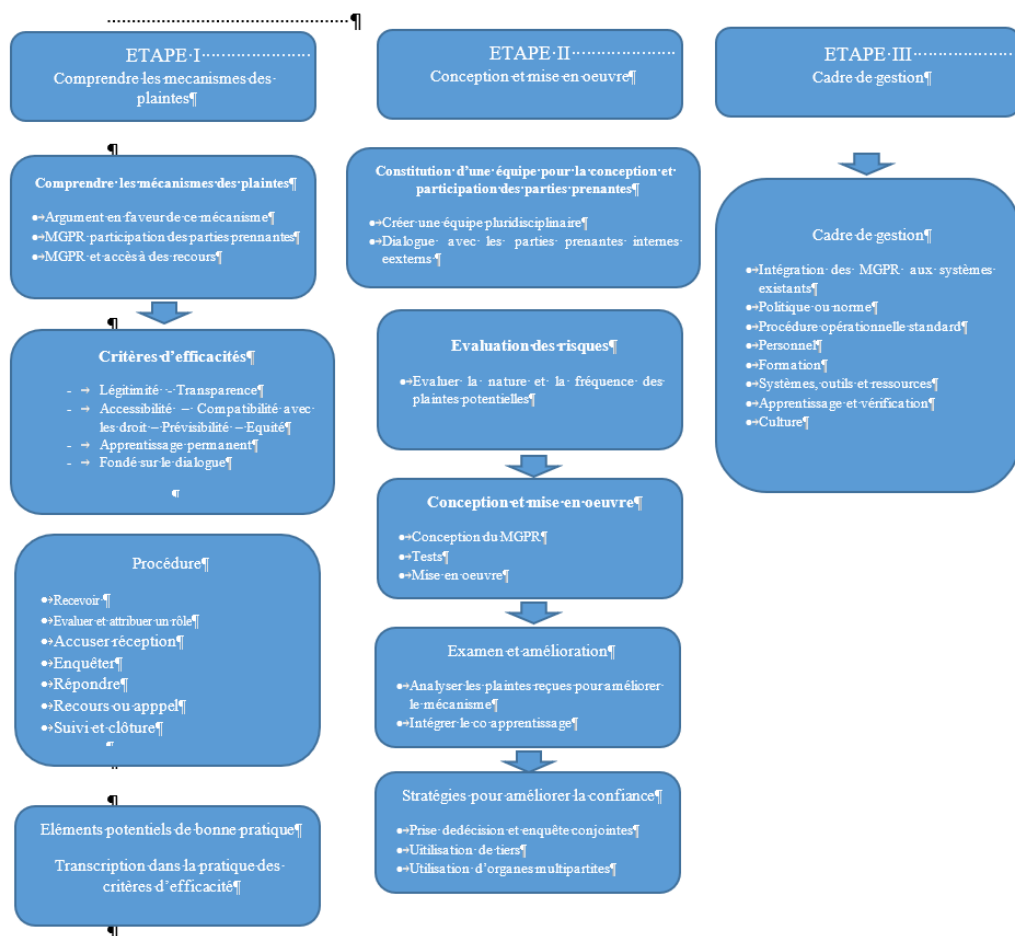 ETAPE I
Comprendre les mecanismes des
plaintes¶
Comprendre les mécanismes des plaintes¶
Argument en faveur de ce mécanisme¶
MGPR participation des parties prennantes¶
MGPR et accès à des recours¶
Critères d'efficacités¶
- Légitimité - Transparence¶
- Accessibilité – Compatibilité avec
les droit – Prévisibilité – Equité¶
- Apprentissage permanent¶
- Fondé sur le dialogue¶
¶
Procédure¶
Recevoir ¶
Evaluer et attribuer un rôle¶
Accuser réception¶
Enquêter¶
Répondre¶
Recours ou apppel¶
Suivi et clôture¶
¶
Eléments potentiels de bonne pratique¶
Transcription dans la pratique des
critères d'efficacité¶
ETAPE II
Conception et mise en oeuvre¶
Constitution d'une équipe pour la conception et
participation des parties prenantes¶
Créer une équipe pluridisciplinaire¶
Dialogue avec les parties prenantes internes
eexterns ¶
Evaluation des risques¶
Evaluer la nature et la fréquence des
plaintes potentielles¶
Conception et mise en oeuvre¶
Conception du MGPR¶
Tests¶
Mise en oeuvre¶
Examen et amélioration¶
Analyser les plaintes reçues pour améliorer
le mécanisme¶
Intégrer le co apprentissage¶
Stratégies pour améliorer la confiance¶
Prise dedécision et enquête conjointes¶
Uitilisation de tiers¶
Utilisation d'organes multipartites¶
ETAPE III
Cadre de gestion¶
Cadre de gestion¶
Intégration des MGPR aux systèmes
existants¶
Politique ou norme¶
Procédure opérationnelle standard¶
Personnel¶
Formation¶
Systèmes, outils et ressources¶
Apprentissage et vérification¶
Culture¶